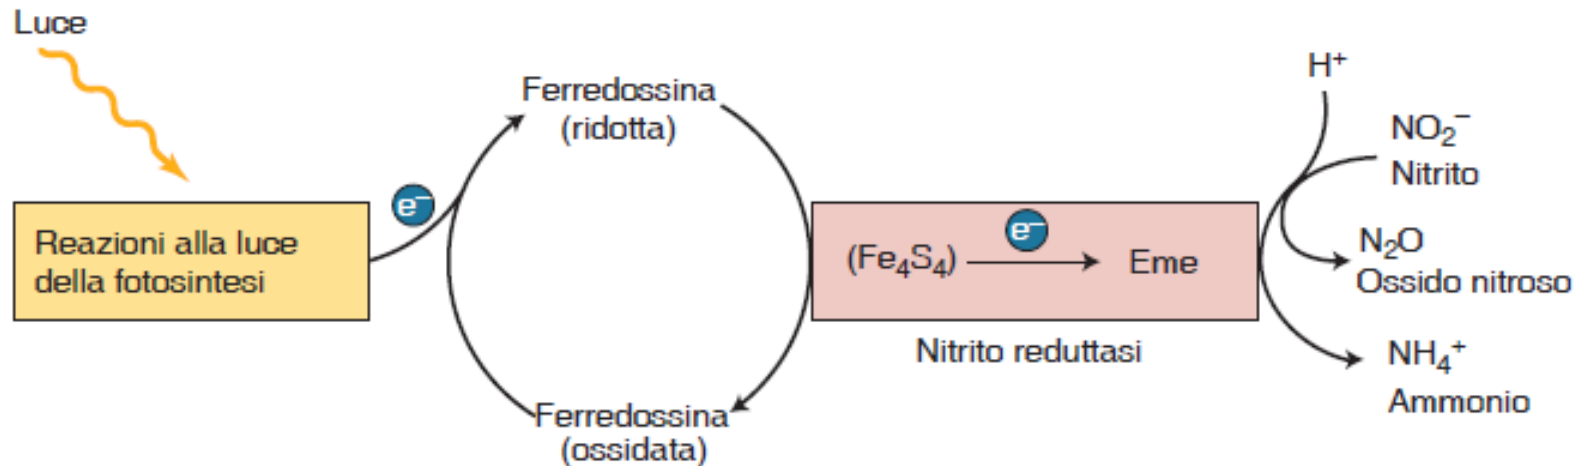 Luce
Reazioni alla luce
della fotosintesi
e⁻
Ferredossina
(ridotta)
Ferredossina
(ossidata)
(Fe₄S₄)
e⁻
Eme
Nitrito reduttasi
H⁺
NO₂⁻
Nitrito
N₂O
Ossido nitroso
NH₄⁺
Ammonio